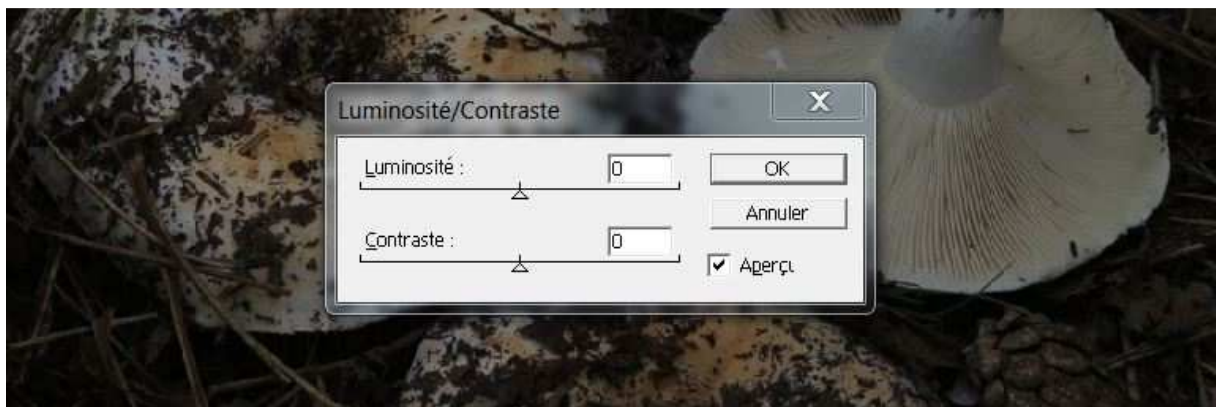 Luminosité/Contraste
X
Luminosité :
0
OK
Annuler
Contraste :
0
Aperçu